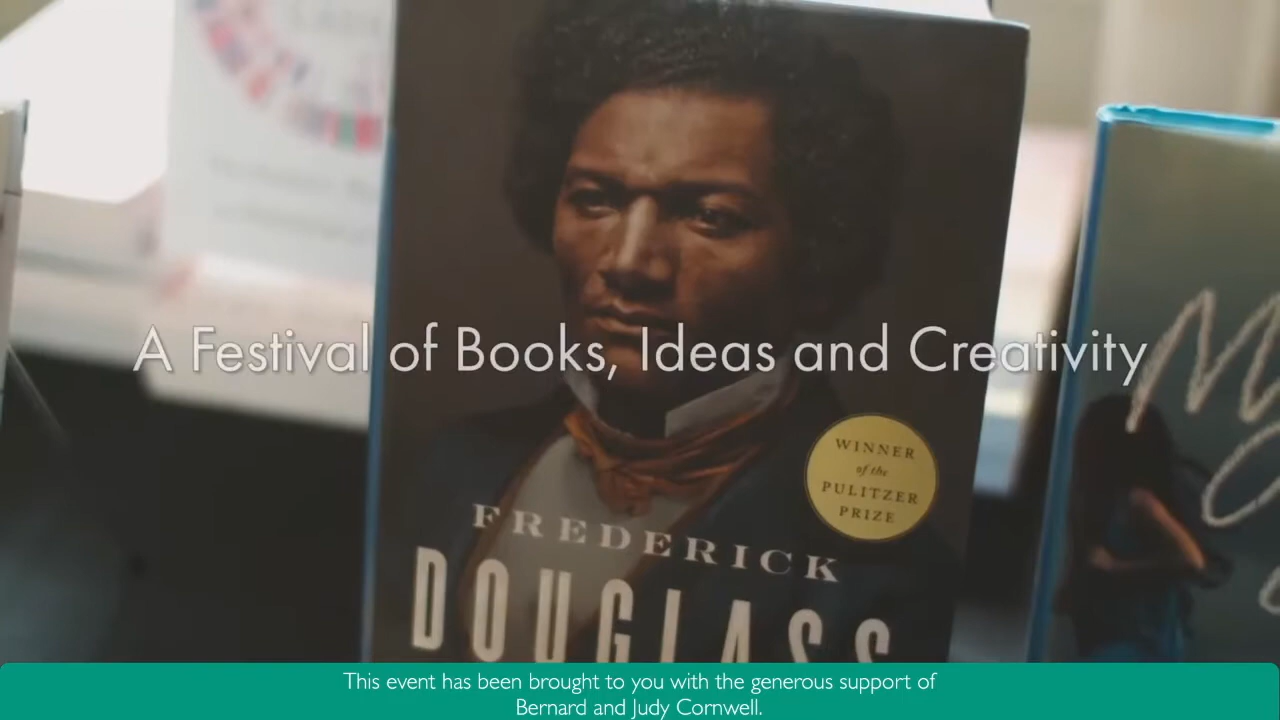 A Festival of Books, Ideas and Creativity
WINNER
of the
PULITZER
PRIZE
FREDERICK
DOUGLASS
This event has been brought to you with the generous support of
Bernard and Judy Cornwell.